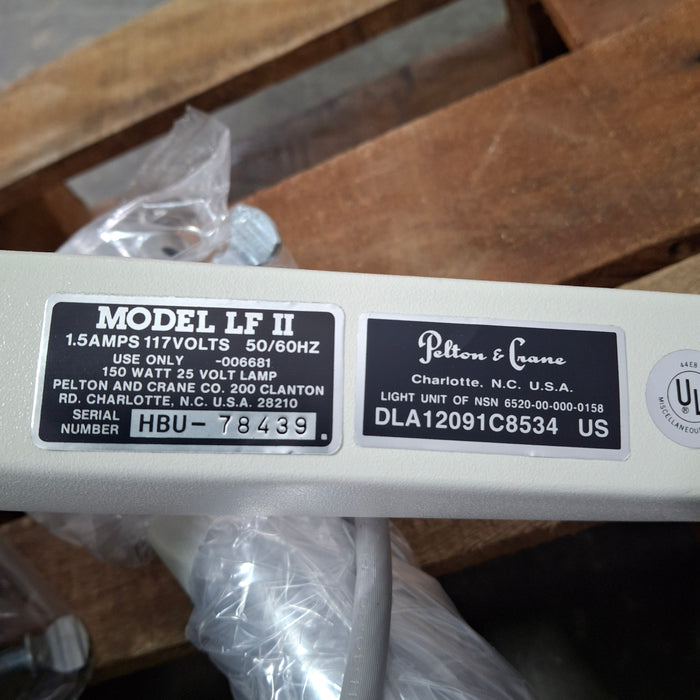 MODEL LF II
1.5AMPS 117VOLTS 50/60HZ
USE ONLY -006681
150 WATT 25 VOLT LAMP
PELTON AND CRANE CO. 200 CLANTON
RD. CHARLOTTE, N.C. U.S.A. 28210
SERIAL
NUMBER HBU- 78439
Pelton & Crane
Charlotte, N.C. U.S.A.
LIGHT UNIT OF NSN 6520-00-000-0158
DLA12091C8534 US
44E8
UL
®